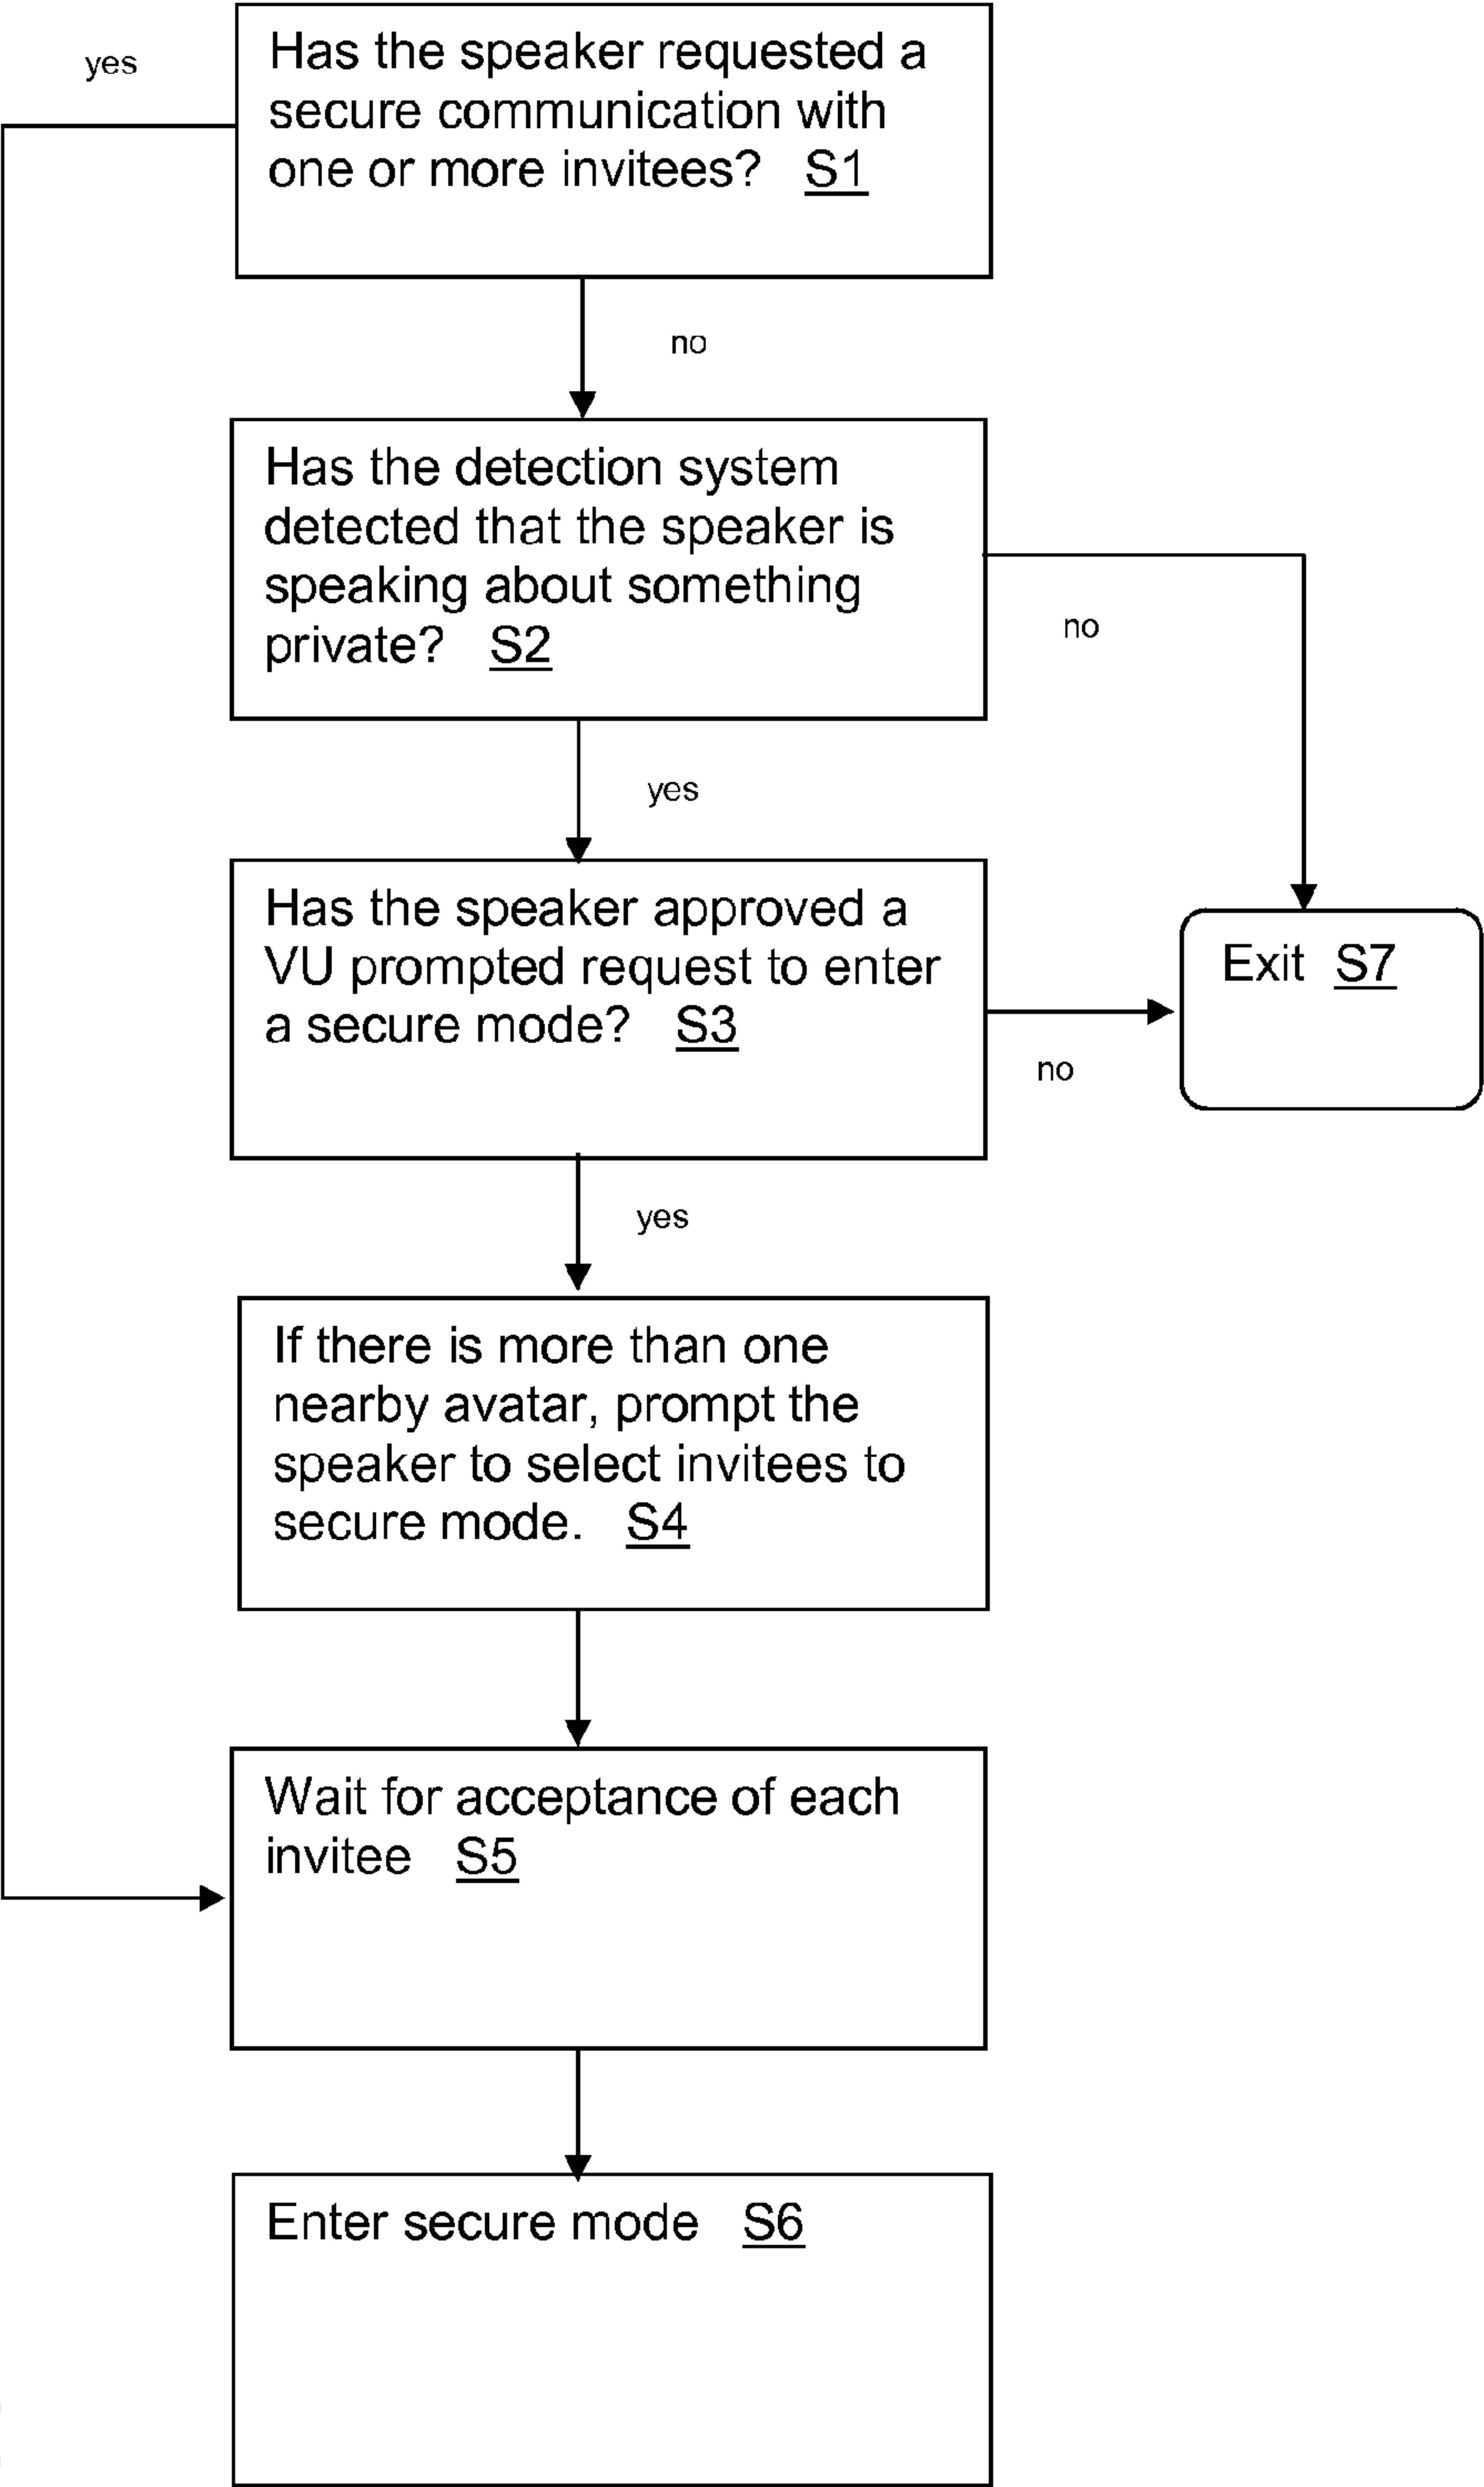 yes
Has the speaker requested a
secure communication with
one or more invitees? S1
no
Has the detection system
detected that the speaker is
speaking about something
private? S2
no
yes
Has the speaker approved a
VU prompted request to enter
a secure mode? S3
Exit S7
no
yes
If there is more than one
nearby avatar, prompt the
speaker to select invitees to
secure mode. S4
Wait for acceptance of each
invitee S5
Enter secure mode S6